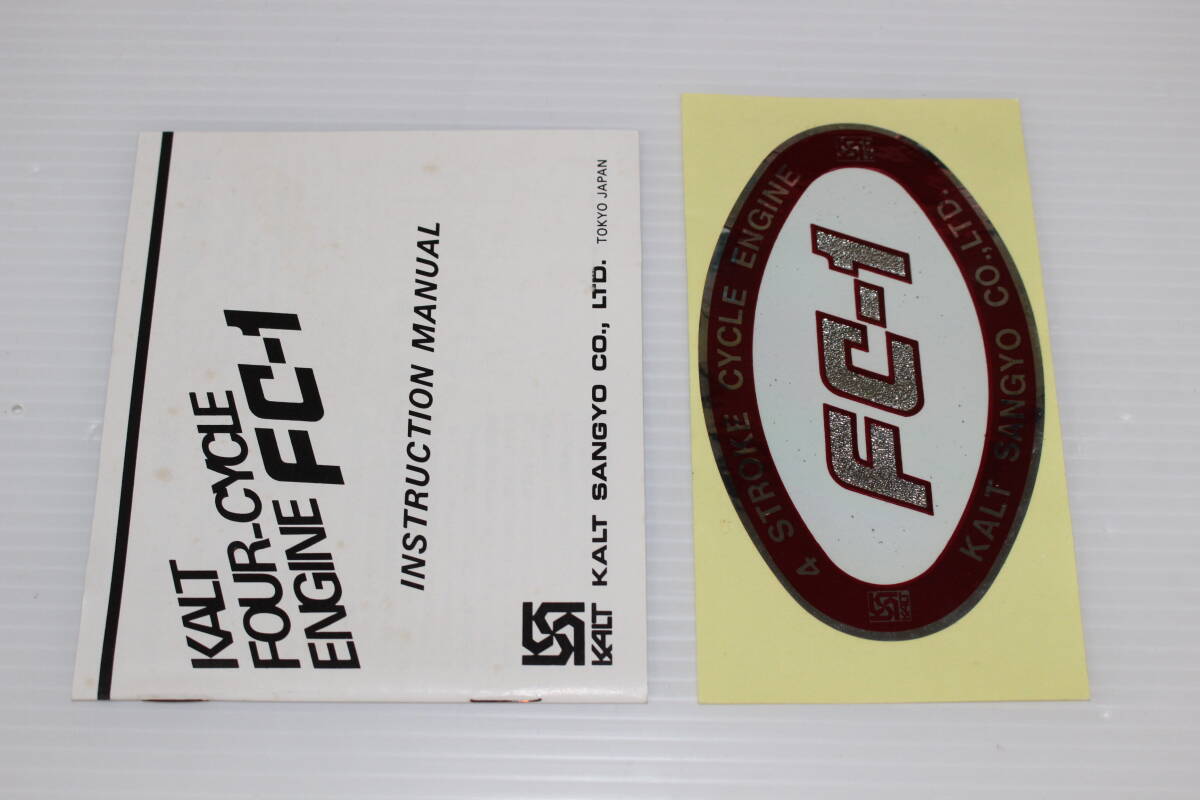 KALT
FOUR-CYCLE
ENGINE FC-1
INSTRUCTION MANUAL
KALT
KALT SANGYO CO., LTD. TOKYO JAPAN
4 STROKE CYCLE ENGINE
FC-1
KALT SANGYO CO.,LTD.
KALT